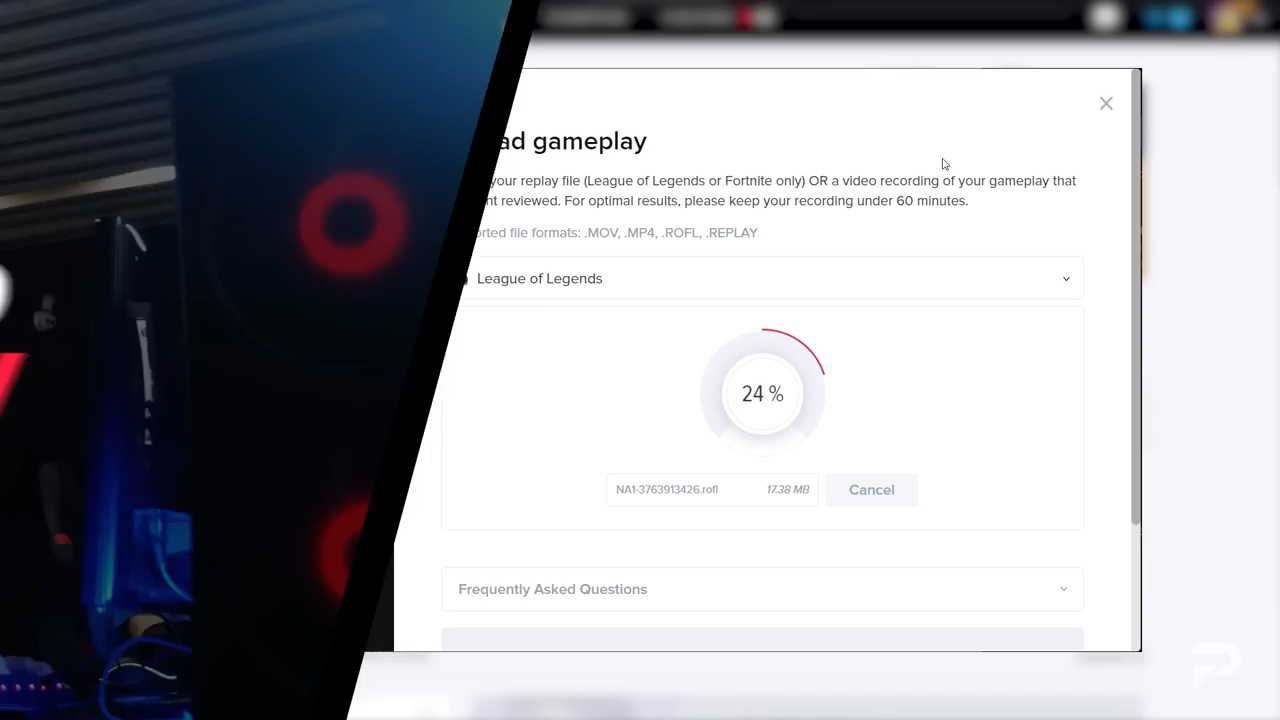 ad gameplay
your replay file (League of Legends or Fortnite only) OR a video recording of your gameplay that
nt reviewed. For optimal results, please keep your recording under 60 minutes.
orted file formats: .MOV, .MP4, .ROFL, .REPLAY
League of Legends
24 %
NA1-3763913426.rofl 17.38 MB Cancel
Frequently Asked Questions